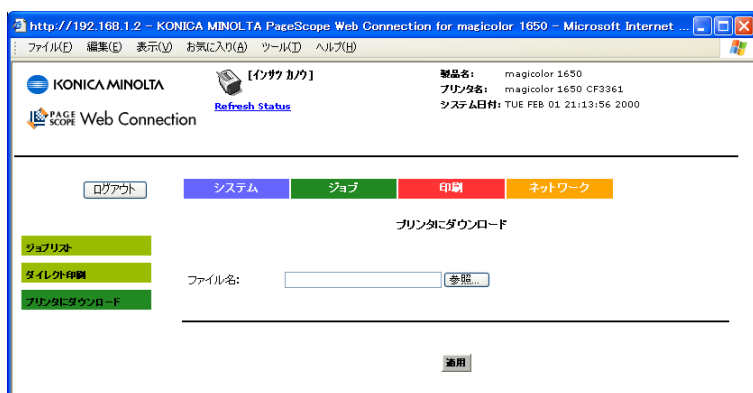 http://192.168.1.2 - KONICA MINOLTA PageScope Web Connection for magicolor 1650 - Microsoft Internet ...
ファイル(F) 編集(E) 表示(V) お気に入り(A) ツール(T) ヘルプ(H)
KONICA MINOLTA
PAGE SCOPE Web Connection
[インサツ カノウ]
Refresh Status
製品名: magicolor 1650
プリンタ名: magicolor 1650 CF3361
システム日付: TUE FEB 01 21:13:56 2000
ログアウト
システム ジョブ 印刷 ネットワーク
プリンタにダウンロード
ジョブリスト
ダイレクト印刷
プリンタにダウンロード
ファイル名: 参照...
適用